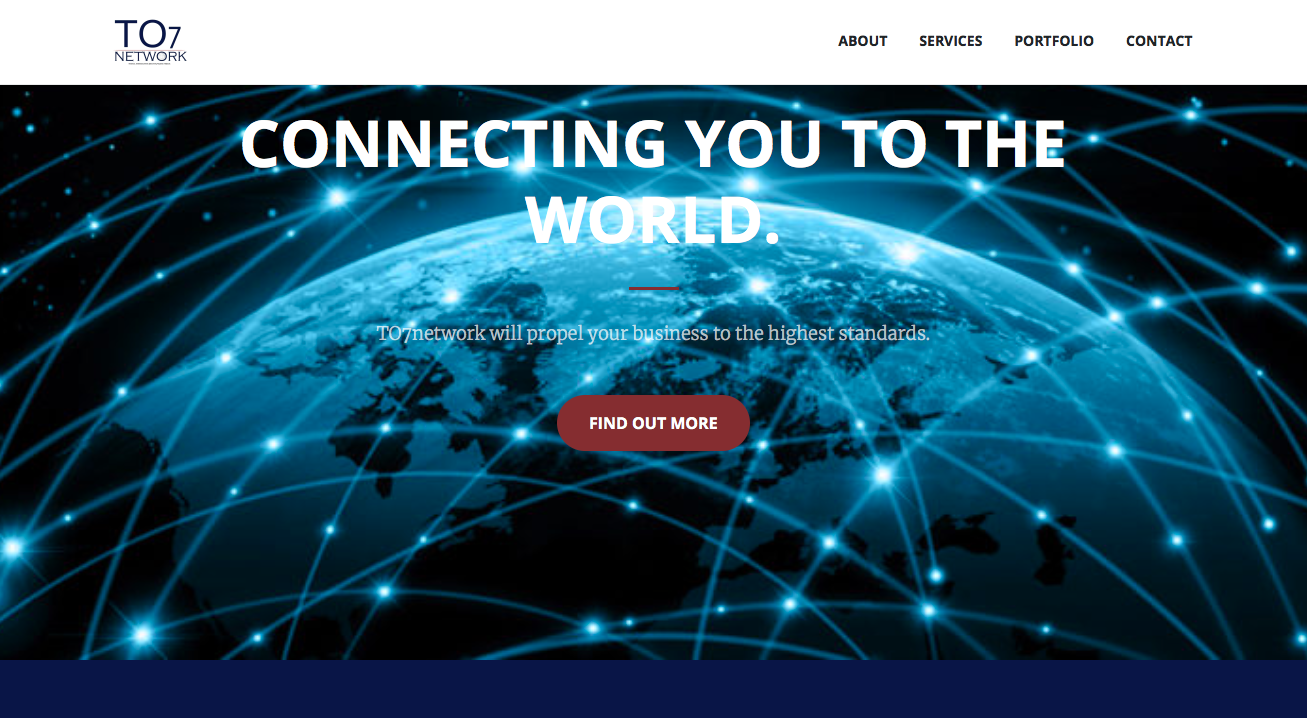 TO7
NETWORK
ABOUT SERVICES PORTFOLIO CONTACT
CONNECTING YOU TO THE
WORLD.
TO7network will propel your business to the highest standards.
FIND OUT MORE